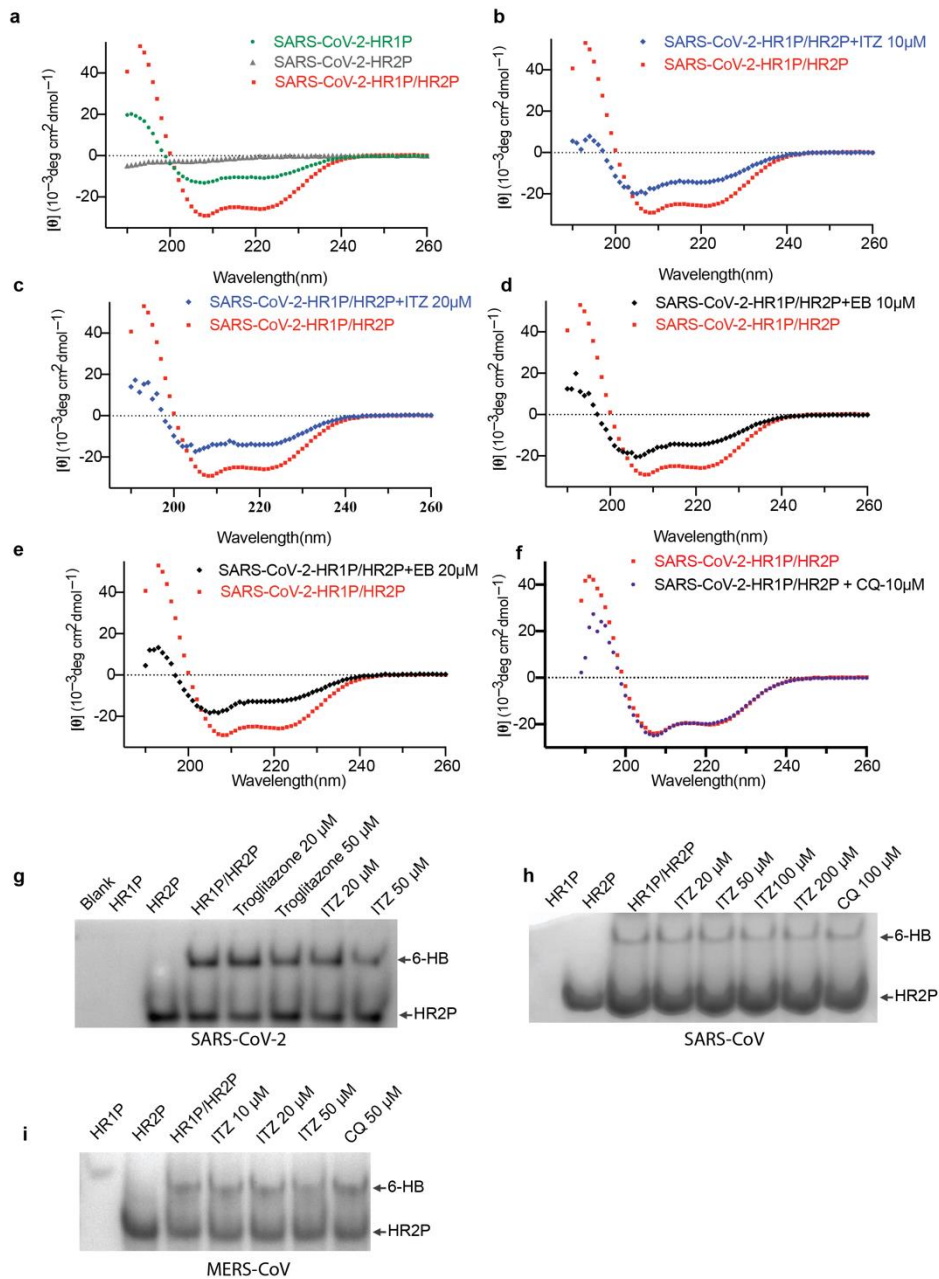 a
SARS-CoV-2-HR1P
SARS-CoV-2-HR2P
SARS-CoV-2-HR1P/HR2P
[θ] (10⁻³deg cm² dmol⁻¹)
40
20
0
-20
200
220
240
260
Wavelength(nm)
b
SARS-CoV-2-HR1P/HR2P+ITZ 10μM
SARS-CoV-2-HR1P/HR2P
[θ] (10⁻³deg cm² dmol⁻¹)
40
20
0
-20
200
220
240
260
Wavelength(nm)
c
SARS-CoV-2-HR1P/HR2P+ITZ 20μM
SARS-CoV-2-HR1P/HR2P
[θ] (10⁻³deg cm² dmol⁻¹)
40
20
0
-20
200
220
240
260
Wavelength(nm)
d
SARS-CoV-2-HR1P/HR2P+EB 10μM
SARS-CoV-2-HR1P/HR2P
[θ] (10⁻³deg cm² dmol⁻¹)
40
20
0
-20
200
220
240
260
Wavelength(nm)
e
SARS-CoV-2-HR1P/HR2P+EB 20μM
SARS-CoV-2-HR1P/HR2P
[θ] (10⁻³deg cm² dmol⁻¹)
40
20
0
-20
200
220
240
260
Wavelength(nm)
f
SARS-CoV-2-HR1P/HR2P
SARS-CoV-2-HR1P/HR2P + CQ-10μM
[θ] (10⁻³deg cm² dmol⁻¹)
40
20
0
-20
200
220
240
260
Wavelength(nm)
g
Blank
HR1P
HR2P
HR1P/HR2P
Troglitazone 20 μM
Troglitazone 50 μM
ITZ 20 μM
ITZ 50 μM
6-HB
HR2P
SARS-CoV-2
h
HR1P
HR2P
HR1P/HR2P
ITZ 20 μM
ITZ 50 μM
ITZ100 μM
ITZ 200 μM
CQ 100 μM
6-HB
HR2P
SARS-CoV
i
HR1P
HR2P
HR1P/HR2P
ITZ 10 μM
ITZ 20 μM
ITZ 50 μM
CQ 50 μM
6-HB
HR2P
MERS-CoV